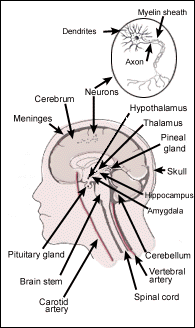 Myelin sheath
Dendrites
Axon
Neurons
Cerebrum
Hypothalamus
Meninges
Thalamus
Pineal
gland
Skull
Hippocampus
Amygdala
Pituitary gland
Cerebellum
Brain stem
Vertebral
artery
Carotid
artery
Spinal cord